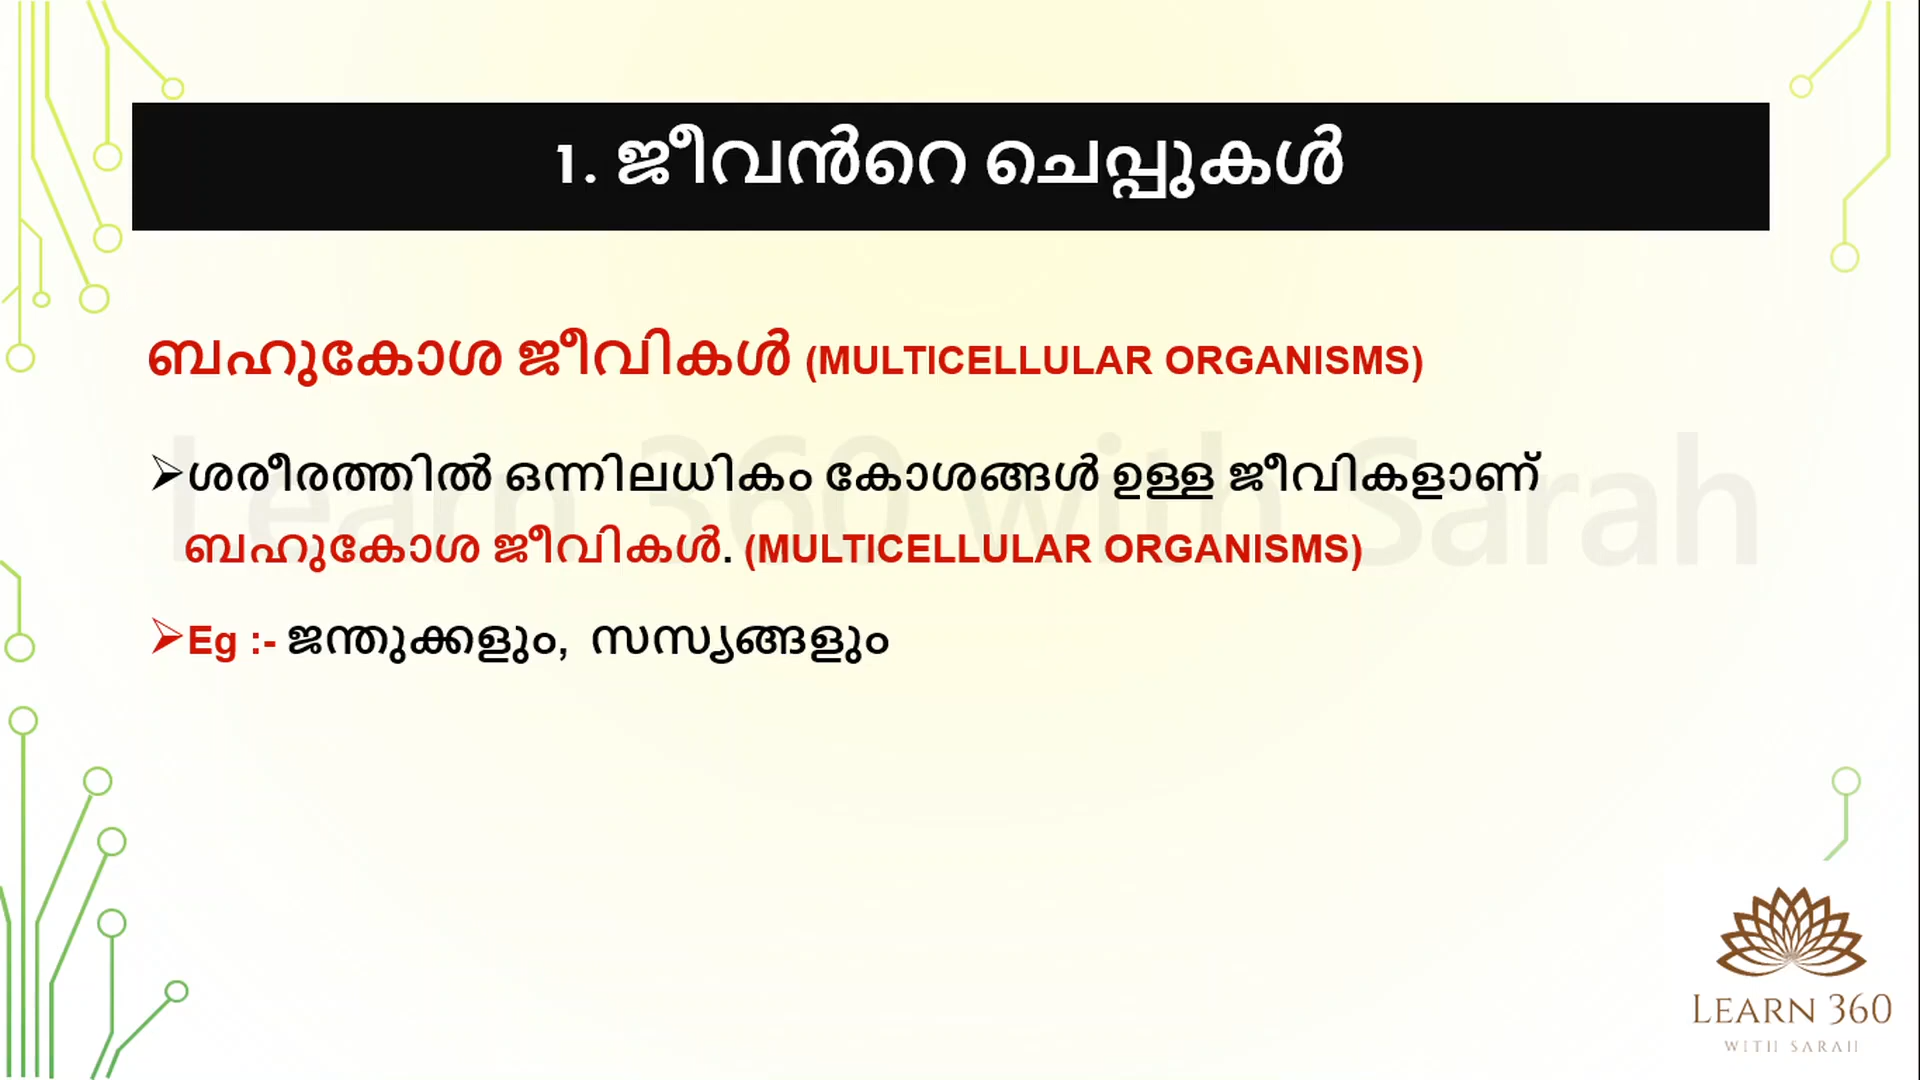 1. ജീവൻറെ ചെപ്പുകൾ
ബഹുകോശ ജീവികൾ (MULTICELLULAR ORGANISMS)
➢ശരീരത്തിൽ ഒന്നിലധികം കോശങ്ങൾ ഉള്ള ജീവികളാണ്
ബഹുകോശ ജീവികൾ. (MULTICELLULAR ORGANISMS)
➢Eg :- ജന്തുക്കളും, സസ്യങ്ങളും
Learn 360 with Sarah
LEARN 360
WITH SARAH